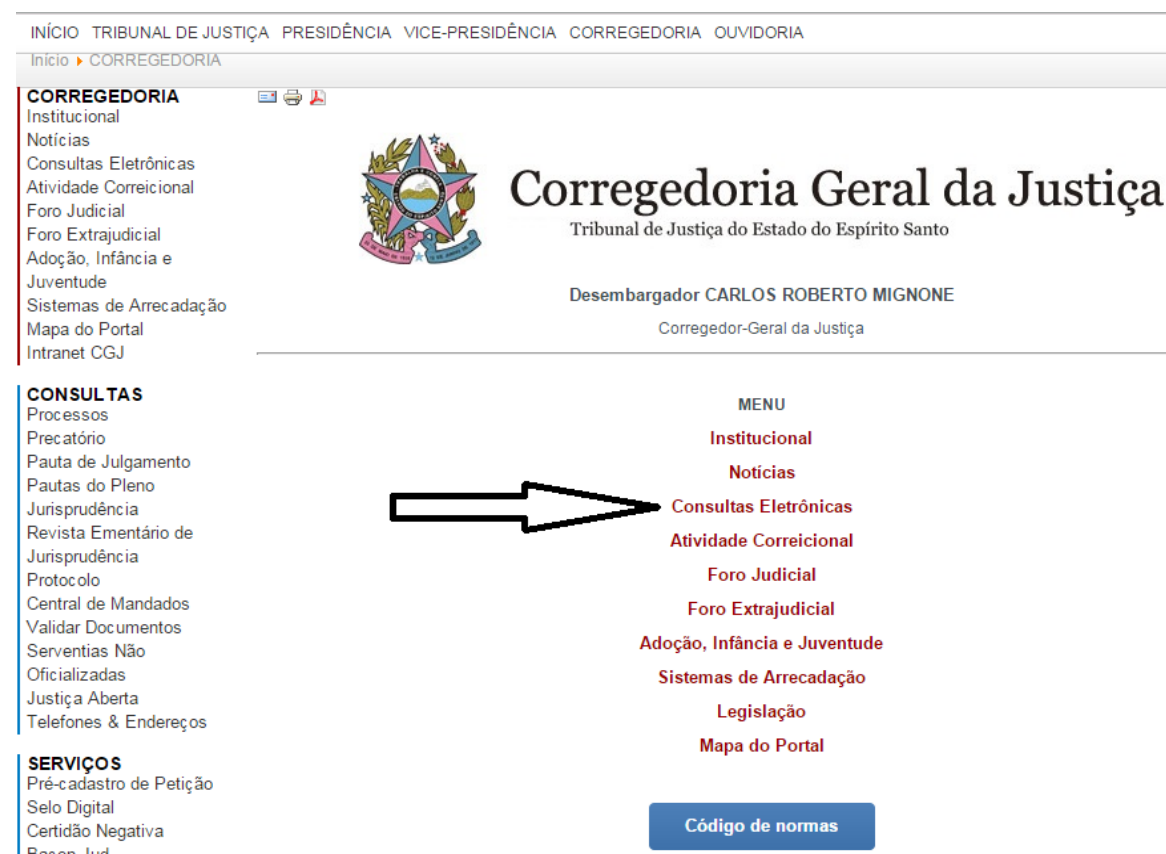 INÍCIO TRIBUNAL DE JUSTIÇA PRESIDÊNCIA VICE-PRESIDÊNCIA CORREGEDORIA OUVIDORIA
Início CORREGEDORIA
CORREGEDORIA
Institucional
Notícias
Consultas Eletrônicas
Atividade Correicional
Foro Judicial
Foro Extrajudicial
Adoção, Infância e
Juventude
Sistemas de Arrecadação
Mapa do Portal
Intranet CGJ
CONSULTAS
Processos
Precatório
Pauta de Julgamento
Pautas do Pleno
Jurisprudência
Revista Ementário de
Jurisprudência
Protocolo
Central de Mandados
Validar Documentos
Serventias Não
Oficializadas
Justiça Aberta
Telefones & Endereços
SERVIÇOS
Pré-cadastro de Petição
Selo Digital
Certidão Negativa
Corregedoria Geral da Justiça
Tribunal de Justiça do Estado do Espírito Santo
Desembargador CARLOS ROBERTO MIGNONE
Corregedor-Geral da Justiça
MENU
Institucional
Notícias
Consultas Eletrônicas
Atividade Correicional
Foro Judicial
Foro Extrajudicial
Adoção, Infância e Juventude
Sistemas de Arrecadação
Legislação
Mapa do Portal
Código de normas